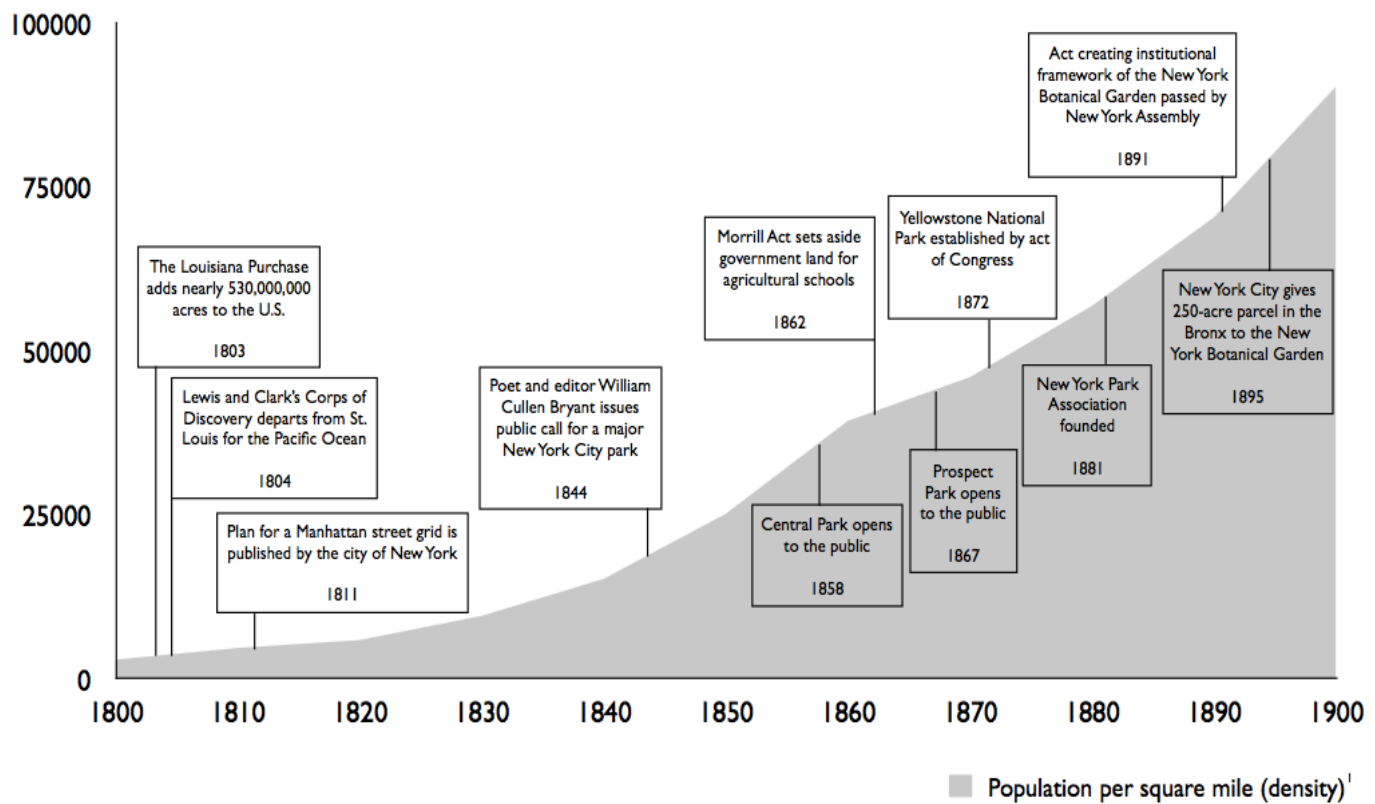 100000
75000
50000
25000
0
The Louisiana Purchase
adds nearly 530,000,000
acres to the U.S.
1803
Lewis and Clark's Corps of
Discovery departs from St.
Louis for the Pacific Ocean
1804
Plan for a Manhattan street grid is
published by the city of New York
1811
Poet and editor William
Cullen Bryant issues
public call for a major
New York City park
1844
Central Park opens
to the public
1858
Morrill Act sets aside
government land for
agricultural schools
1862
Prospect
Park opens
to the public
1867
Yellowstone National
Park established by act
of Congress
1872
New York Park
Association
founded
1881
Act creating institutional
framework of the New York
Botanical Garden passed by
New York Assembly
1891
New York City gives
250-acre parcel in the
Bronx to the New
York Botanical Garden
1895
1800 1810 1820 1830 1840 1850 1860 1870 1880 1890 1900
Population per square mile (density)¹